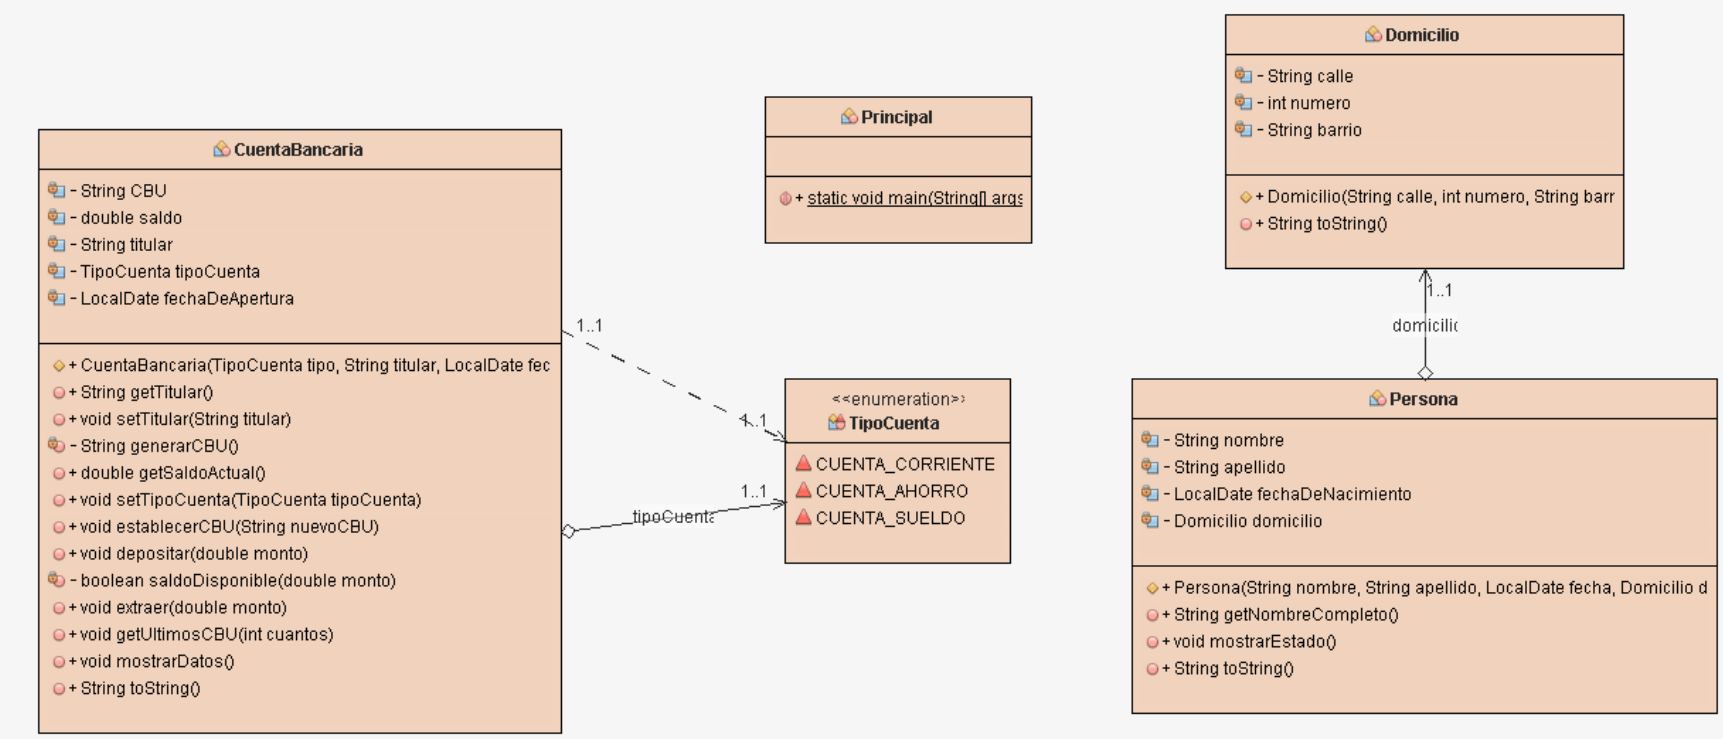 CuentaBancaria
- String CBU
- double saldo
- String titular
- TipoCuenta tipoCuenta
- LocalDate fechaDeApertura
+ CuentaBancaria(TipoCuenta tipo, String titular, LocalDate fec
+ String getTitular()
+ void setTitular(String titular)
- String generarCBU()
+ double getSaldoActual()
+ void setTipoCuenta(TipoCuenta tipoCuenta)
+ void establecerCBU(String nuevoCBU)
+ void depositar(double monto)
- boolean saldoDisponible(double monto)
+ void extraer(double monto)
+ void getUltimosCBU(int cuantos)
+ void mostrarDatos()
+ String toString()
1..1
1..1
tipoCuenta
1..1
Principal
+ static void main(String[] args
<<enumeration>>
TipoCuenta
CUENTA_CORRIENTE
CUENTA_AHORRO
CUENTA_SUELDO
Domicilio
- String calle
- int numero
- String barrio
+ Domicilio(String calle, int numero, String barr
+ String toString()
1..1
domicilio
Persona
- String nombre
- String apellido
- LocalDate fechaDeNacimiento
- Domicilio domicilio
+ Persona(String nombre, String apellido, LocalDate fecha, Domicilio d
+ String getNombreCompleto()
+ void mostrarEstado()
+ String toString()